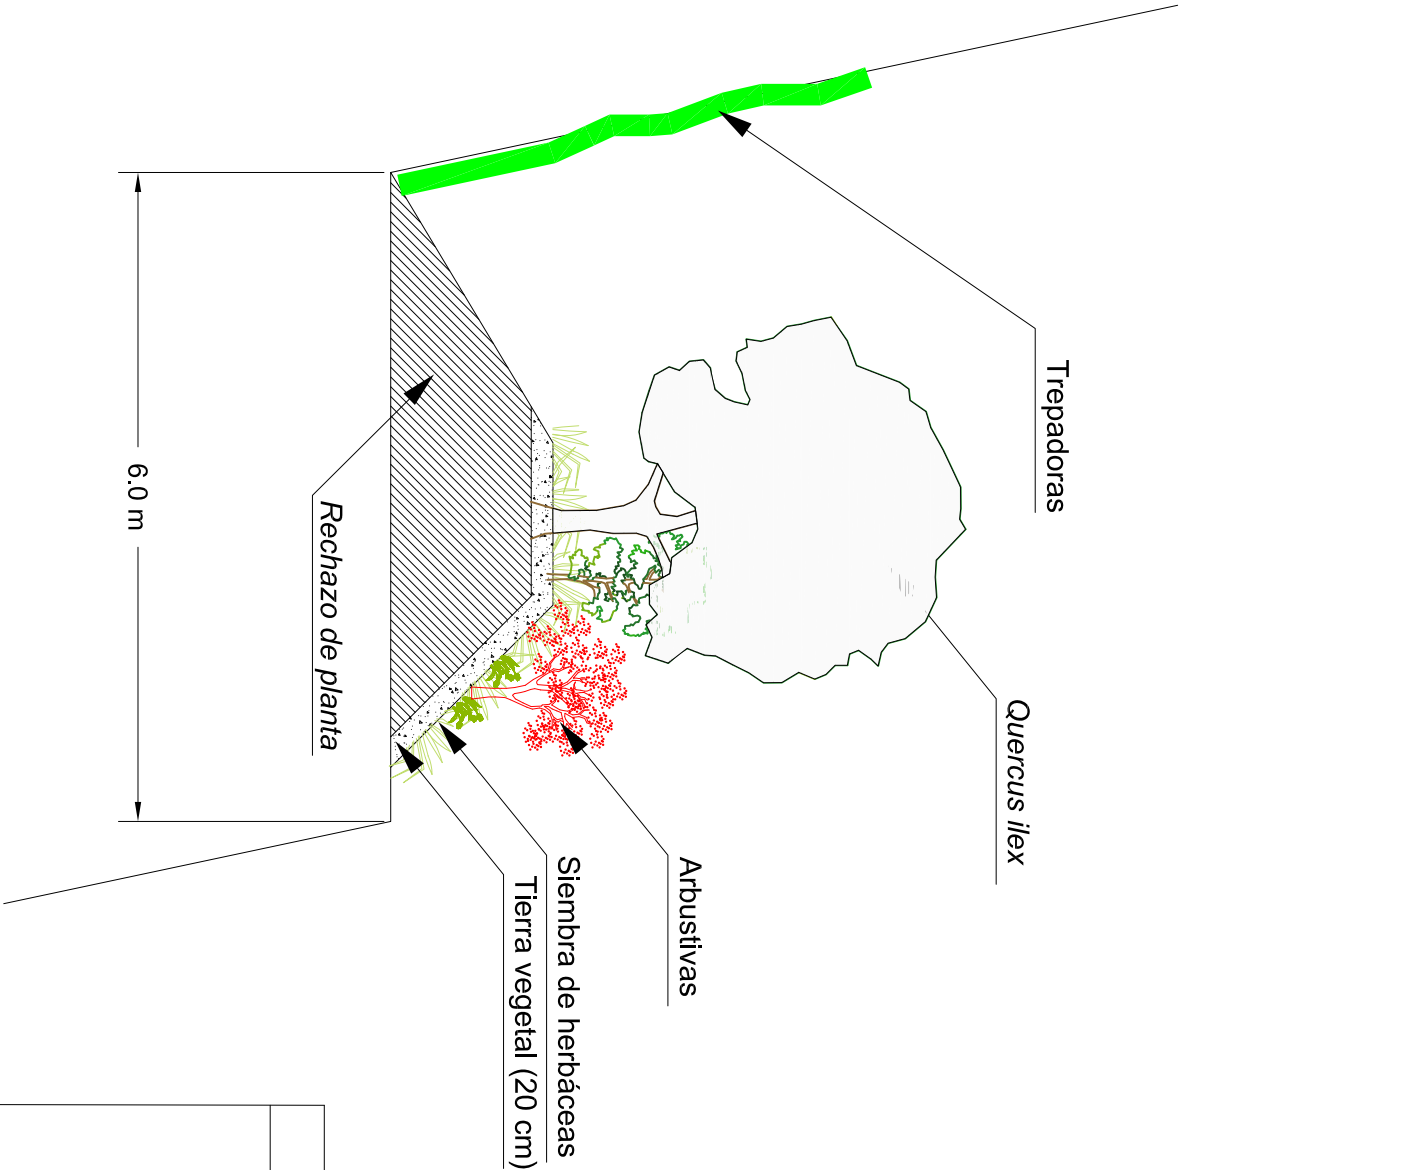 Trepadoras
Quercus ilex
Arbustivas
Siembra de herbáceas
Tierra vegetal (20 cm)
Rechazo de planta
6.0 m